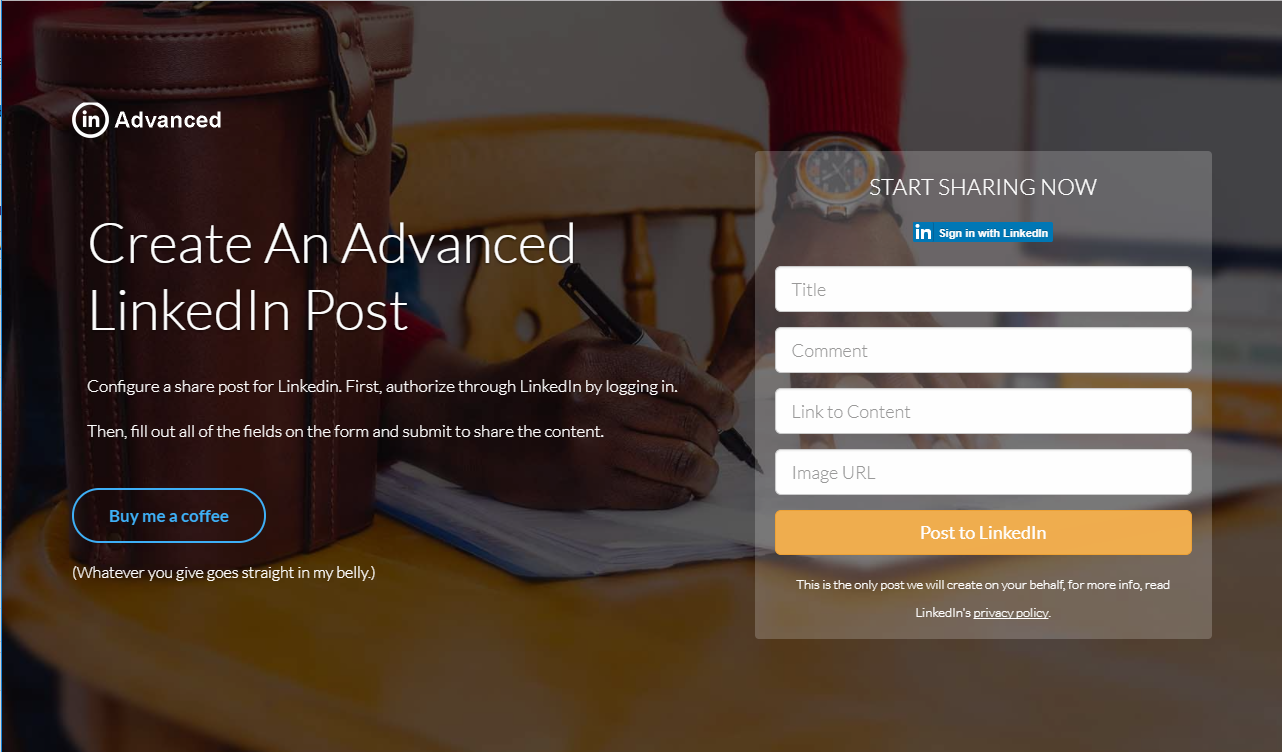 in Advanced
Create An Advanced
LinkedIn Post
Configure a share post for Linkedin. First, authorize through LinkedIn by logging in.
Then, fill out all of the fields on the form and submit to share the content.
Buy me a coffee
(Whatever you give goes straight in my belly.)
START SHARING NOW
in Sign in with LinkedIn
Title
Comment
Link to Content
Image URL
Post to LinkedIn
This is the only post we will create on your behalf, for more info, read
LinkedIn's privacy policy.